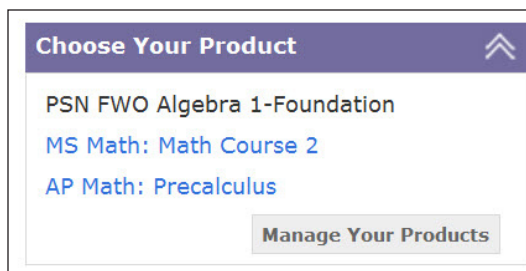 Choose Your Product
PSN FWO Algebra 1-Foundation
MS Math: Math Course 2
AP Math: Precalculus
Manage Your Products